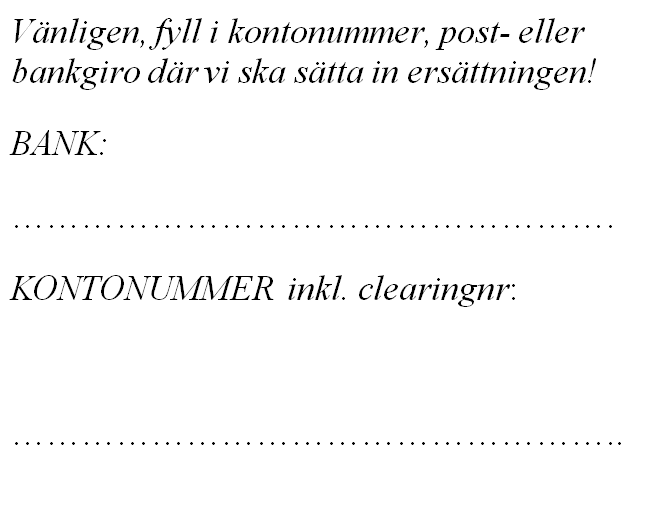 Vänligen, fyll i kontonummer, post- eller
bankgiro där vi ska sätta in ersättningen!
BANK:
……………………………………………….
KONTONUMMER inkl. clearingnr:
………………………………………………..